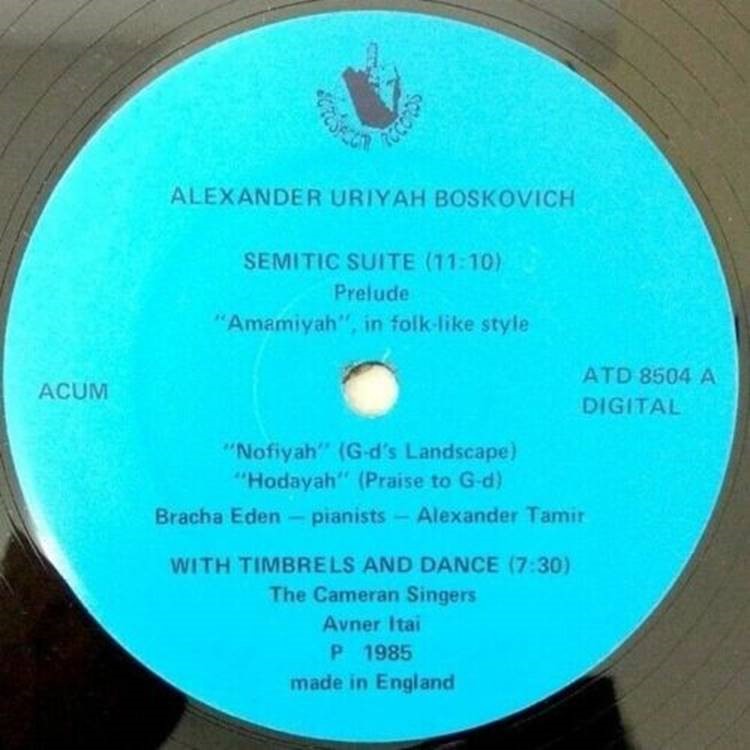 JERUSALEM RECORDS
ALEXANDER URIYAH BOSKOVICH
SEMITIC SUITE (11:10)
Prelude
“Amamiyah”, in folk-like style
ACUM
ATD 8504 A
DIGITAL
“Nofiyah” (G-d’s Landscape)
“Hodayah” (Praise to G-d)
Bracha Eden — pianists — Alexander Tamir
WITH TIMBRELS AND DANCE (7:30)
The Cameran Singers
Avner Itai
P 1985
made in England